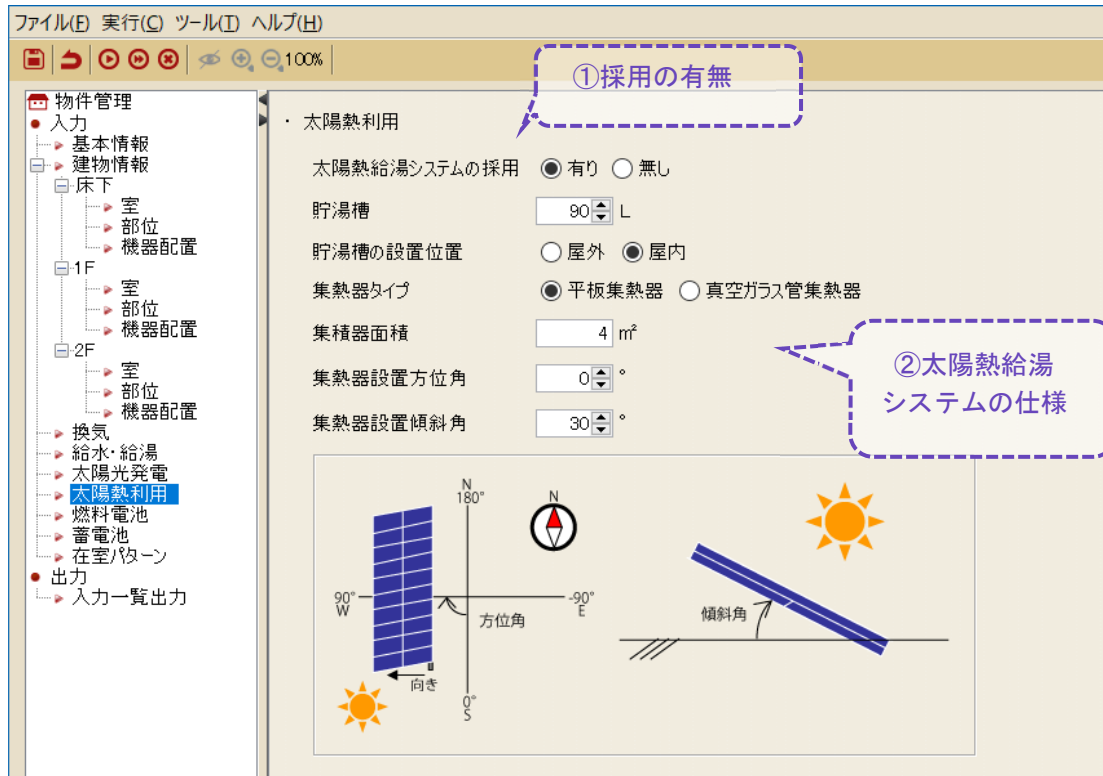 ファイル(F) 実行(C) ツール(T) ヘルプ(H)
100%
①採用の有無
物件管理
入力
基本情報
建物情報
床下
室
部位
機器配置
1F
室
部位
機器配置
2F
室
部位
機器配置
換気
給水・給湯
太陽光発電
太陽熱利用
燃料電池
蓄電池
在室パターン
出力
入力一覧出力
・ 太陽熱利用
太陽熱給湯システムの採用 有り 無し
貯湯槽 90 L
貯湯槽の設置位置 屋外 屋内
集熱器タイプ 平板集熱器 真空ガラス管集熱器
集積器面積 4 ㎡
集熱器設置方位角 0 °
集熱器設置傾斜角 30 °
②太陽熱給湯
システムの仕様
N
180°
N
90°
W
-90°
E
方位角
向き
0°
S
傾斜角